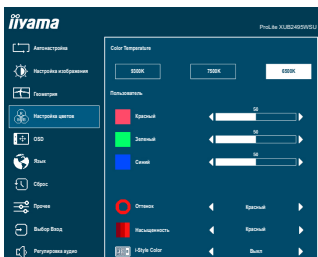 iiyama
ProLite XUB2495WSU
Автонастройка
Настройка изображения
Геометрия
Настройка цветов
OSD
Язык
Сброс
Прочее
Выбор Вход
Регулировка аудио
Color Temperature
9300K
7500K
6500K
Пользователь
Красный
50
Зеленый
50
Синий
50
Оттенок
Красный
Насыщенность
Красный
i-Style Color
Выкл